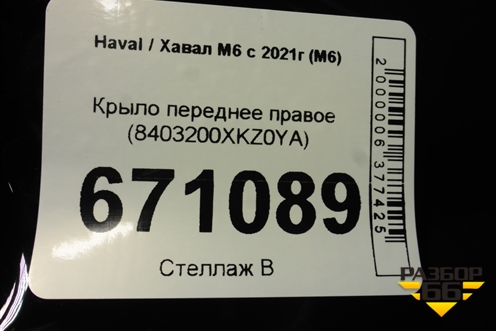 Haval / Хавал М6 с 2021г (М6)
Крыло переднее правое
(8403200XKZ0YA)
671089
Стеллаж В
2000006377425
РАЗБОР
66